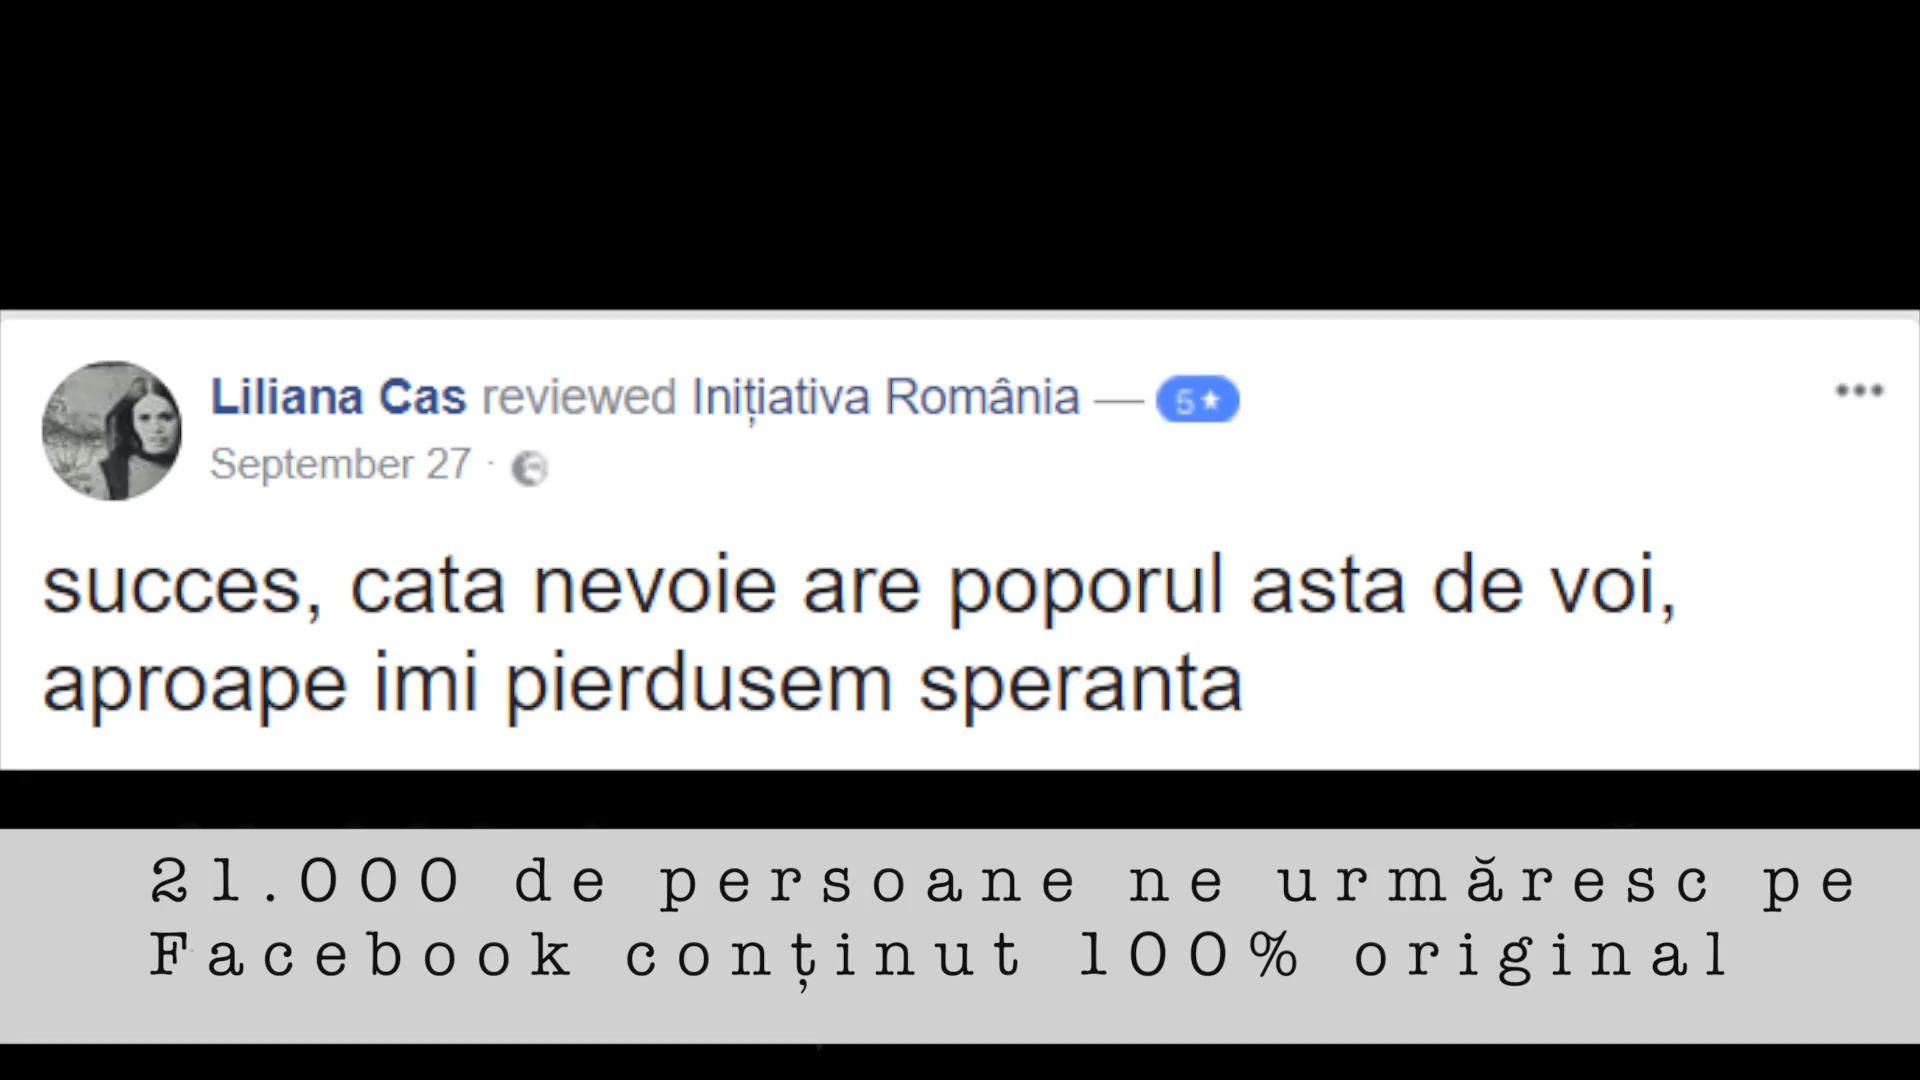 Liliana Cas reviewed Inițiativa România — 5★
September 27 ·
succes, cata nevoie are poporul asta de voi,
aproape imi pierdusem speranta
21.000 de persoane ne urmăresc pe
Facebook conținut 100% original